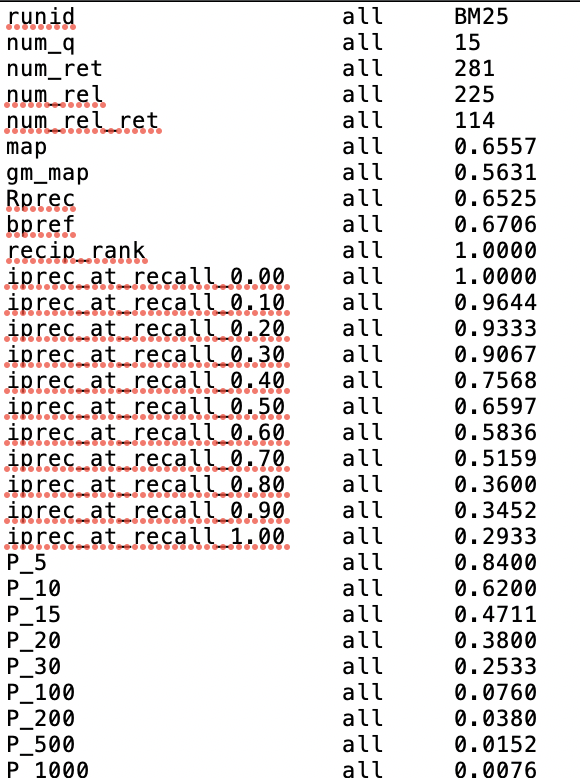 runid all BM25
num_q all 15
num_ret all 281
num_rel all 225
num_rel_ret all 114
map all 0.6557
gm_map all 0.5631
Rprec all 0.6525
bpref all 0.6706
recip_rank all 1.0000
iprec_at_recall_0.00 all 1.0000
iprec_at_recall_0.10 all 0.9644
iprec_at_recall_0.20 all 0.9333
iprec_at_recall_0.30 all 0.9067
iprec_at_recall_0.40 all 0.7568
iprec_at_recall_0.50 all 0.6597
iprec_at_recall_0.60 all 0.5836
iprec_at_recall_0.70 all 0.5159
iprec_at_recall_0.80 all 0.3600
iprec_at_recall_0.90 all 0.3452
iprec_at_recall_1.00 all 0.2933
P_5 all 0.8400
P_10 all 0.6200
P_15 all 0.4711
P_20 all 0.3800
P_30 all 0.2533
P_100 all 0.0760
P_200 all 0.0380
P_500 all 0.0152
P_1000 all 0.0076